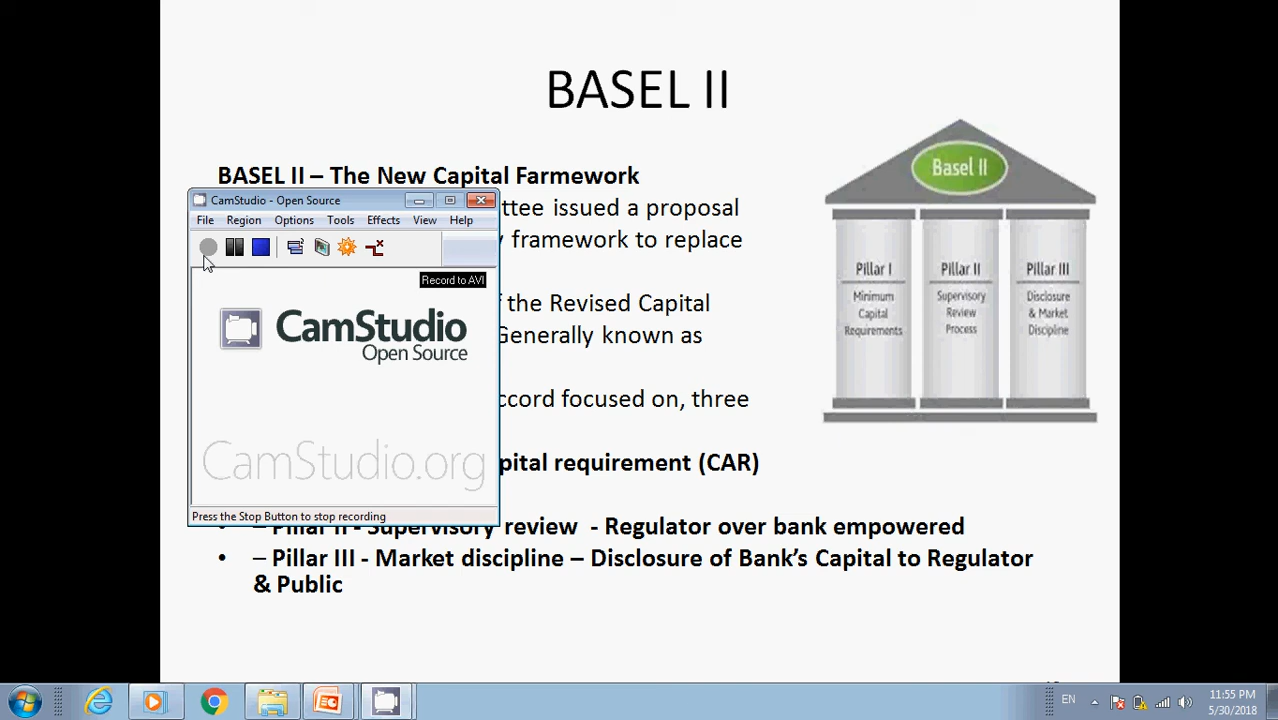 BASEL II
BASEL II – The New Capital Farmework
ttee issued a proposal
framework to replace
f the Revised Capital
Generally known as
ccord focused on, three
pital requirement (CAR)
– Pillar II - Supervisory review - Regulator over bank empowered
• – Pillar III - Market discipline – Disclosure of Bank's Capital to Regulator
& Public
Basel II
Pillar I
Minimum
Capital
Requirements
Pillar II
Supervisory
Review
Process
Pillar III
Disclosure
& Market
Discipline
CamStudio - Open Source
File Region Options Tools Effects View Help
Record to AVI
CamStudio
Open Source
CamStudio.org
Press the Stop Button to stop recording
EN
11:55 PM
5/30/2018